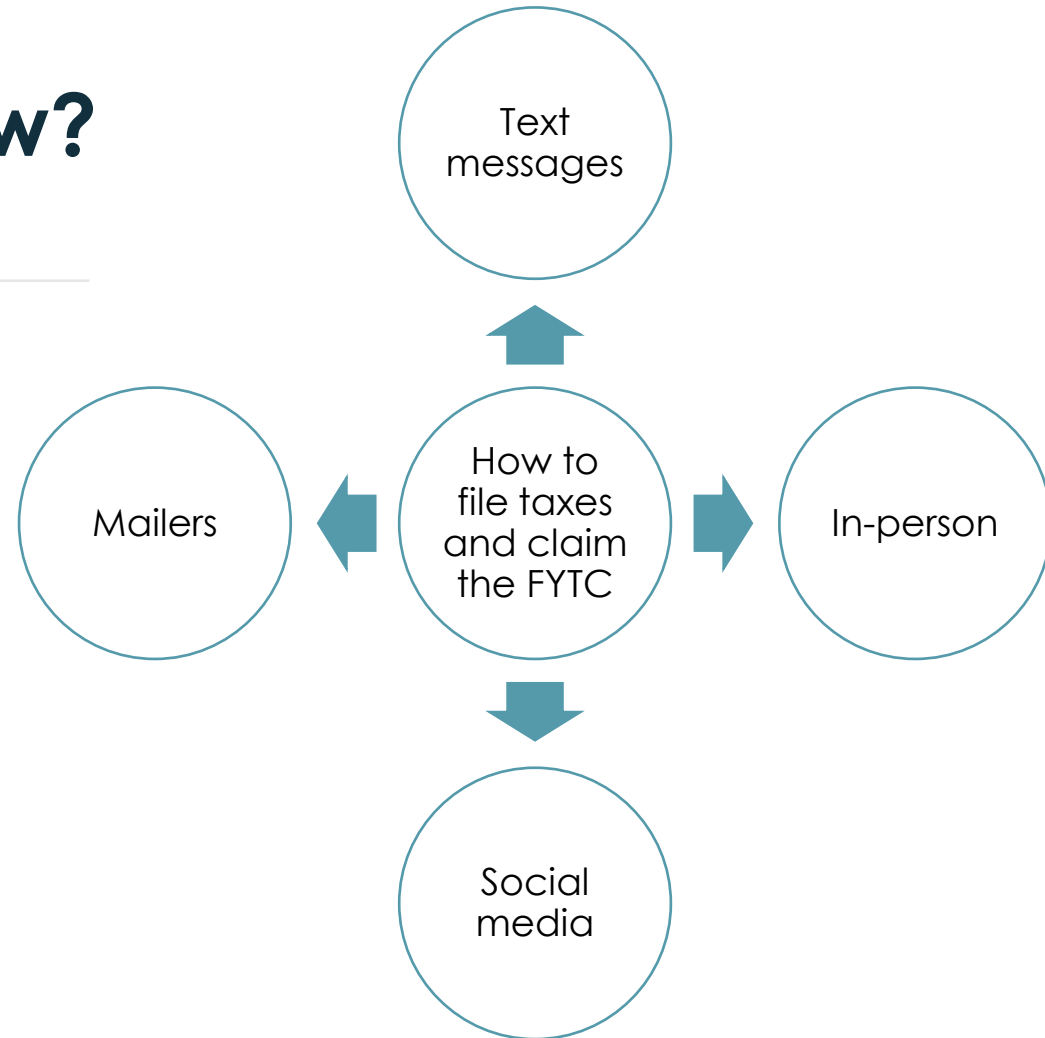 w?
Text
messages
Mailers
How to
file taxes
and claim
the FYTC
In-person
Social
media